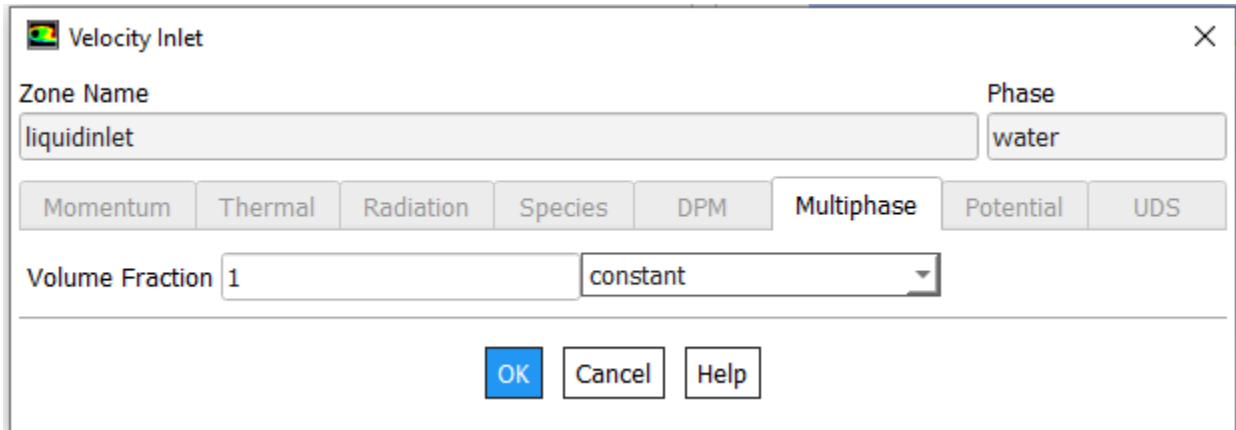 Velocity Inlet
Zone Name Phase
liquidinlet water
Momentum Thermal Radiation Species DPM Multiphase Potential UDS
Volume Fraction 1 constant
OK Cancel Help